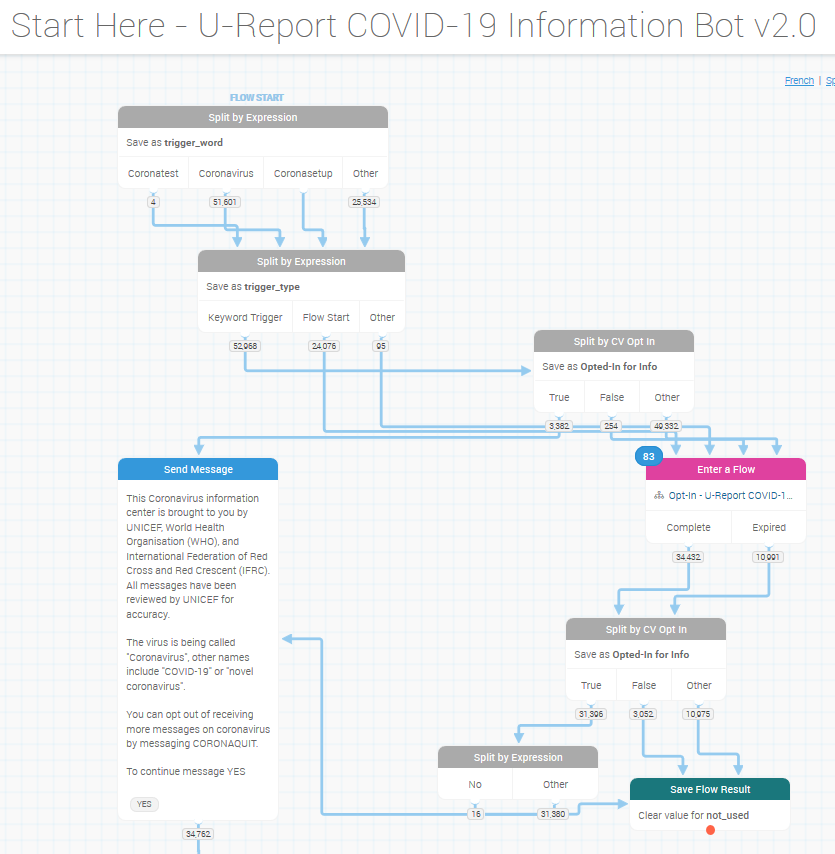 Start Here - U-Report COVID-19 Information Bot v2.0
French | Sp
FLOW START
Split by Expression
Save as trigger_word
Coronatest Coronavirus Coronasetup Other
4 51,601 25,534
Split by Expression
Save as trigger_type
Keyword Trigger Flow Start Other
52,968 24,076 95
Split by CV Opt In
Save as Opted-In for Info
True False Other
3,382 254 49,332
Send Message
This Coronavirus information
center is brought to you by
UNICEF, World Health
Organisation (WHO), and
International Federation of Red
Cross and Red Crescent (IFRC).
All messages have been
reviewed by UNICEF for
accuracy.
The virus is being called
"Coronavirus", other names
include "COVID-19" or "novel
coronavirus".
You can opt out of receiving
more messages on coronavirus
by messaging CORONAQUIT.
To continue message YES
YES
34,762
83
Enter a Flow
Opt-In - U-Report COVID-1...
Complete Expired
34,432 10,991
Split by CV Opt In
Save as Opted-In for Info
True False Other
31,396 3,052 10,975
Split by Expression
No Other
16 31,380
Save Flow Result
Clear value for not_used